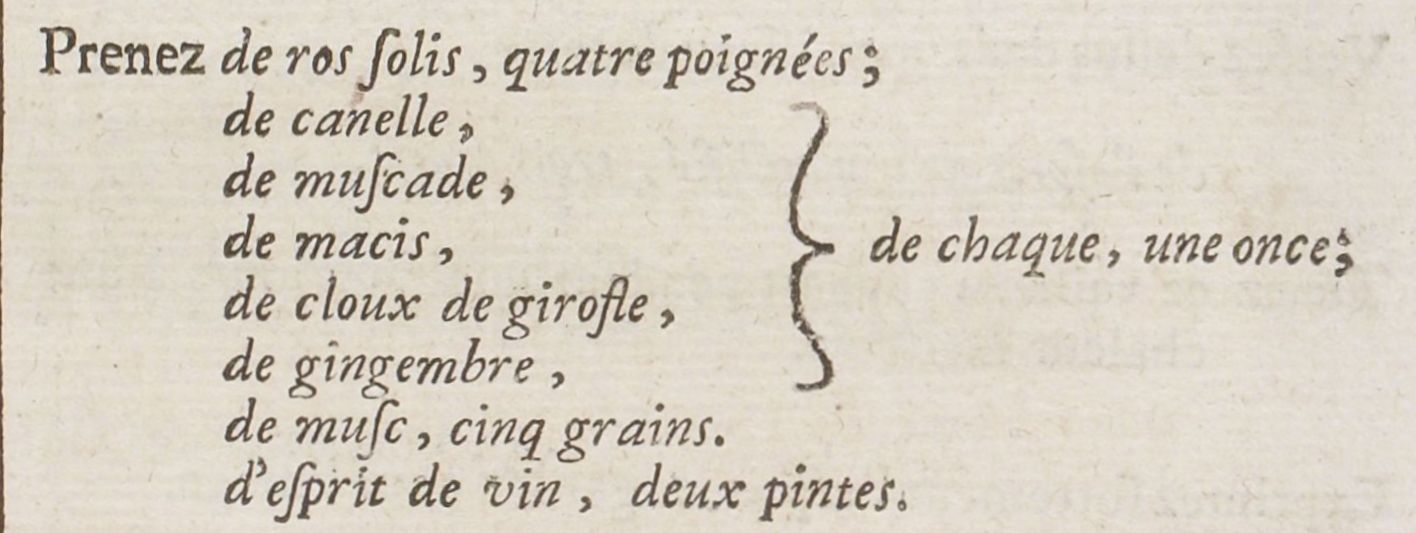 Prenez de ros ſolis, quatre poignées;
de canelle,
de muſcade,
de macis,
de cloux de girofle,
de gingembre,
de chaque, une once;
de muſc, cinq grains.
d'eſprit de vin, deux pintes.